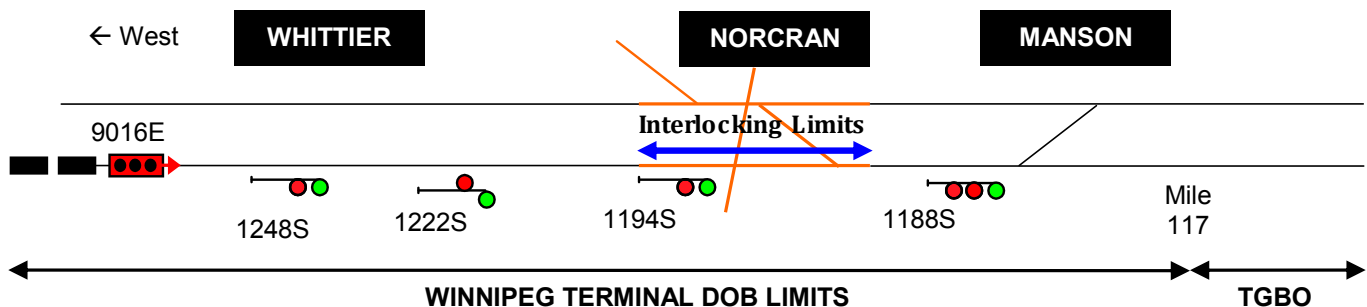 ← West
WHITTIER
NORCRAN
MANSON
9016E
Interlocking Limits
1248S
1222S
1194S
1188S
Mile
117
WINNIPEG TERMINAL DOB LIMITS
TGBO